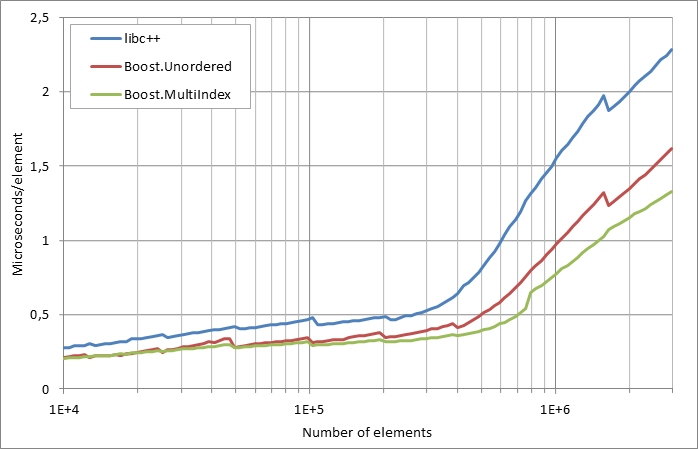 2,5
libc++
Boost.Unordered
Boost.MultiIndex
2
1,5
1
0,5
0
Microseconds/element
1E+4
1E+5
1E+6
Number of elements